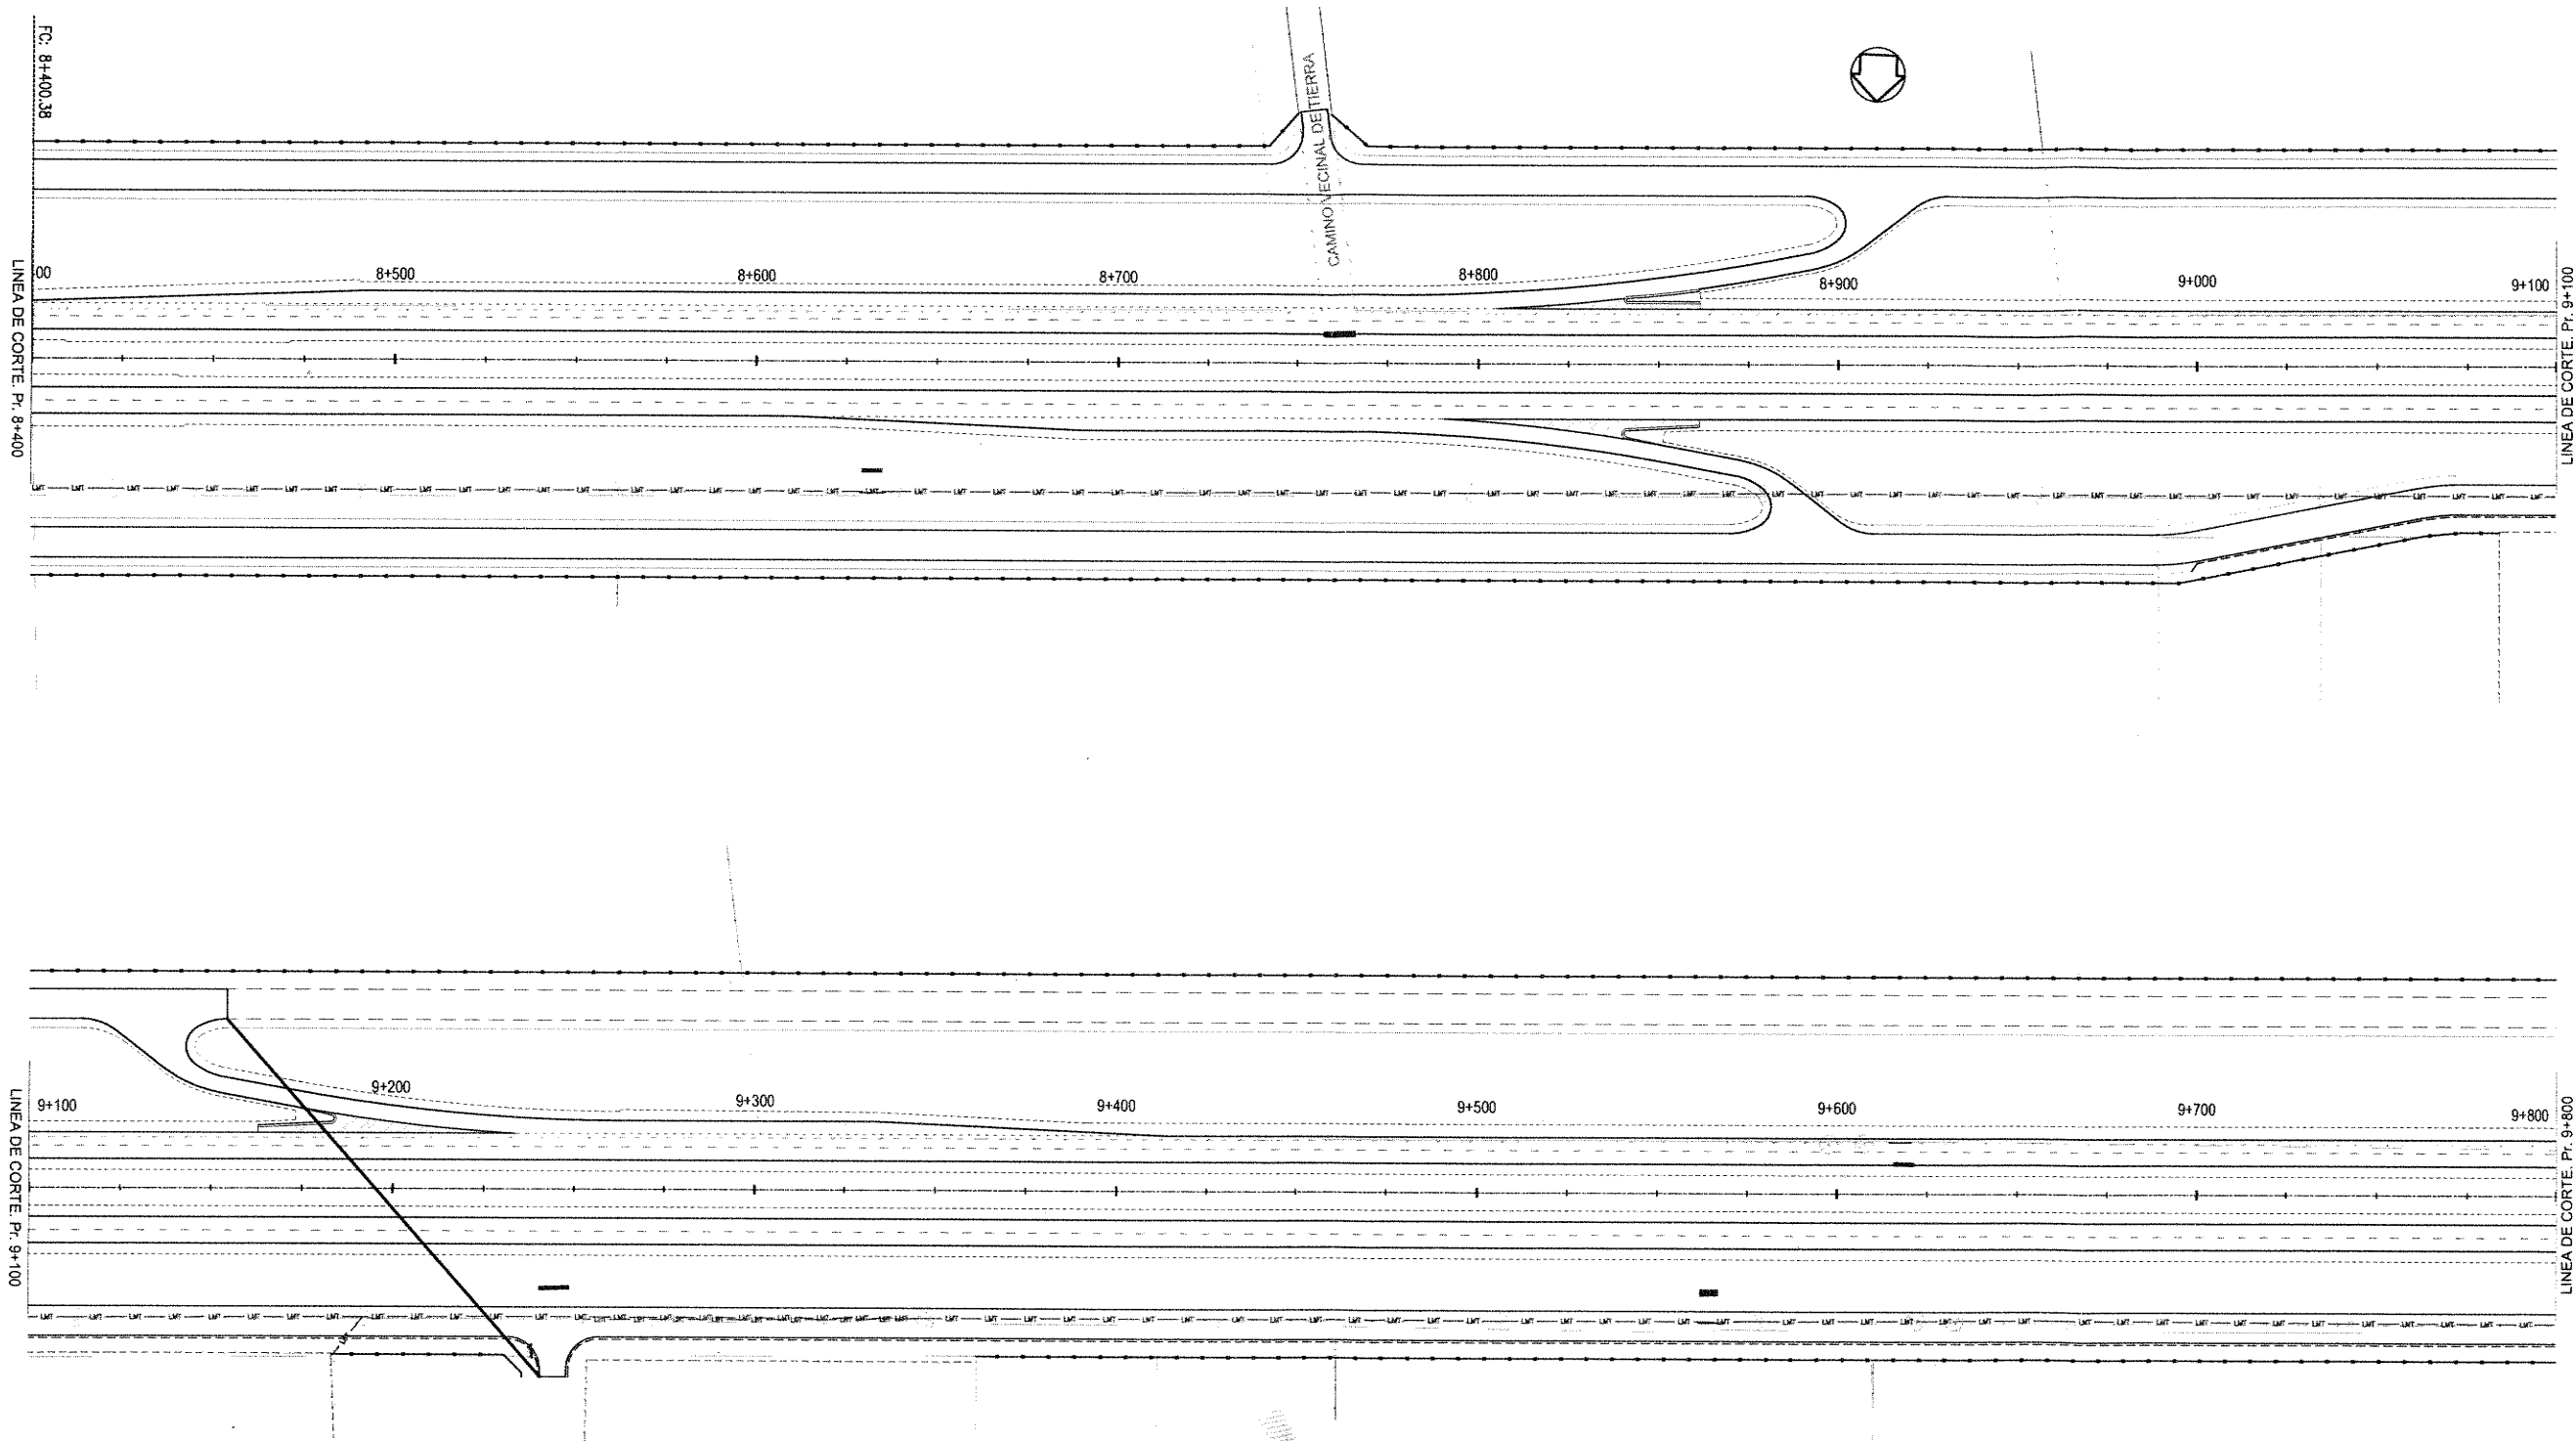 FC: 8+400.38
CAMINO VECINAL DE TIERRA
LINEA DE CORTE. Pr. 8+400
00
8+500
8+600
8+700
8+800
8+900
9+000
9+100
LINEA DE CORTE. Pr. 9+100
LINEA DE CORTE. Pr. 9+100
9+100
9+200
9+300
9+400
9+500
9+600
9+700
9+800
LINEA DE CORTE. Pr. 9+800